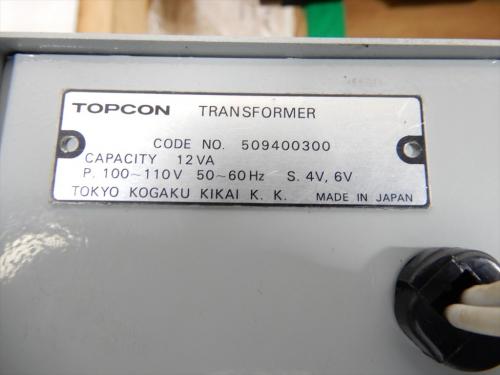 TOPCON TRANSFORMER
CODE NO. 509400300
CAPACITY 12VA
P. 100~110V 50~60Hz S. 4V, 6V
TOKYO KOGAKU KIKAI K. K. MADE IN JAPAN